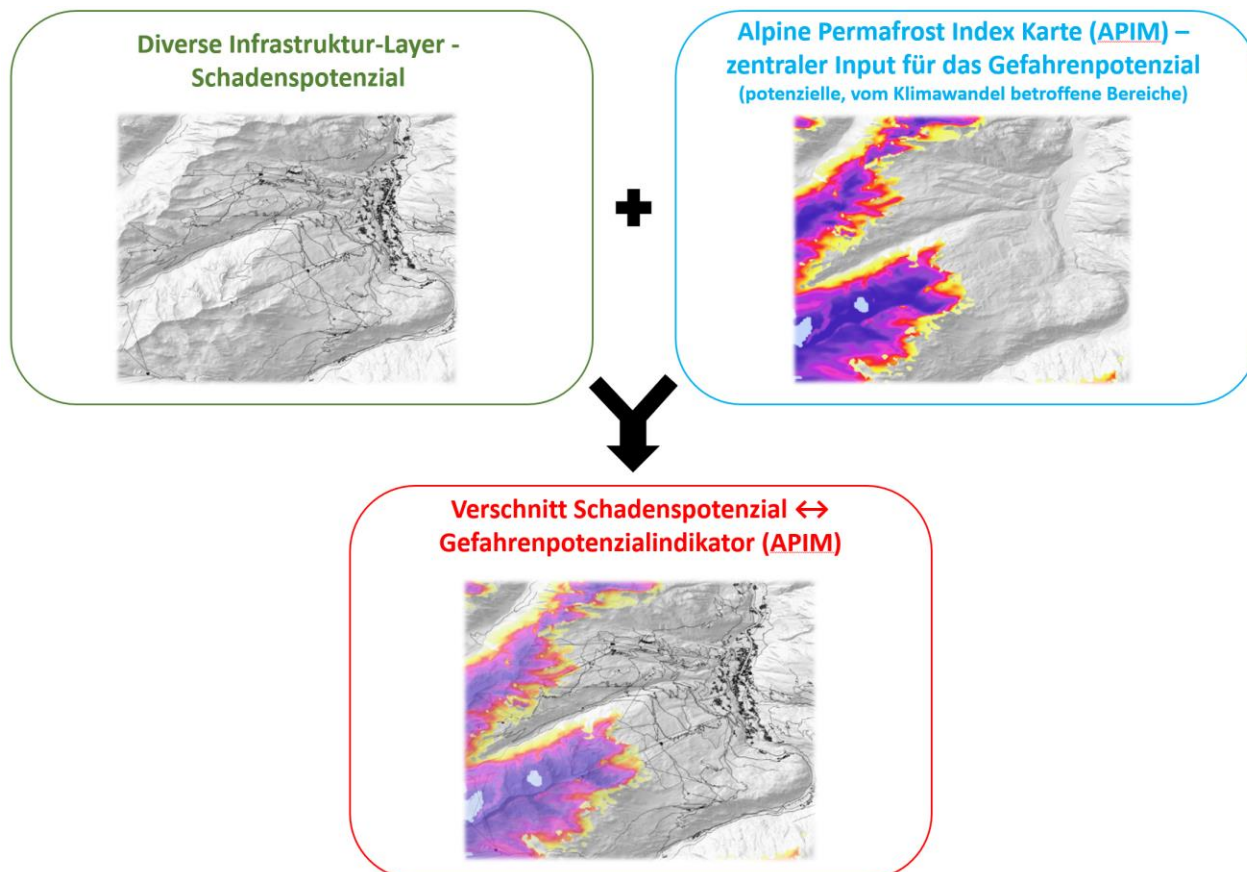 Diverse Infrastruktur-Layer -
Schadenspotenzial
Alpine Permafrost Index Karte (APIM) –
zentraler Input für das Gefahrenpotenzial
(potenzielle, vom Klimawandel betroffene Bereiche)
Verschnitt Schadenspotenzial ↔
Gefahrenpotenzialindikator (APIM)